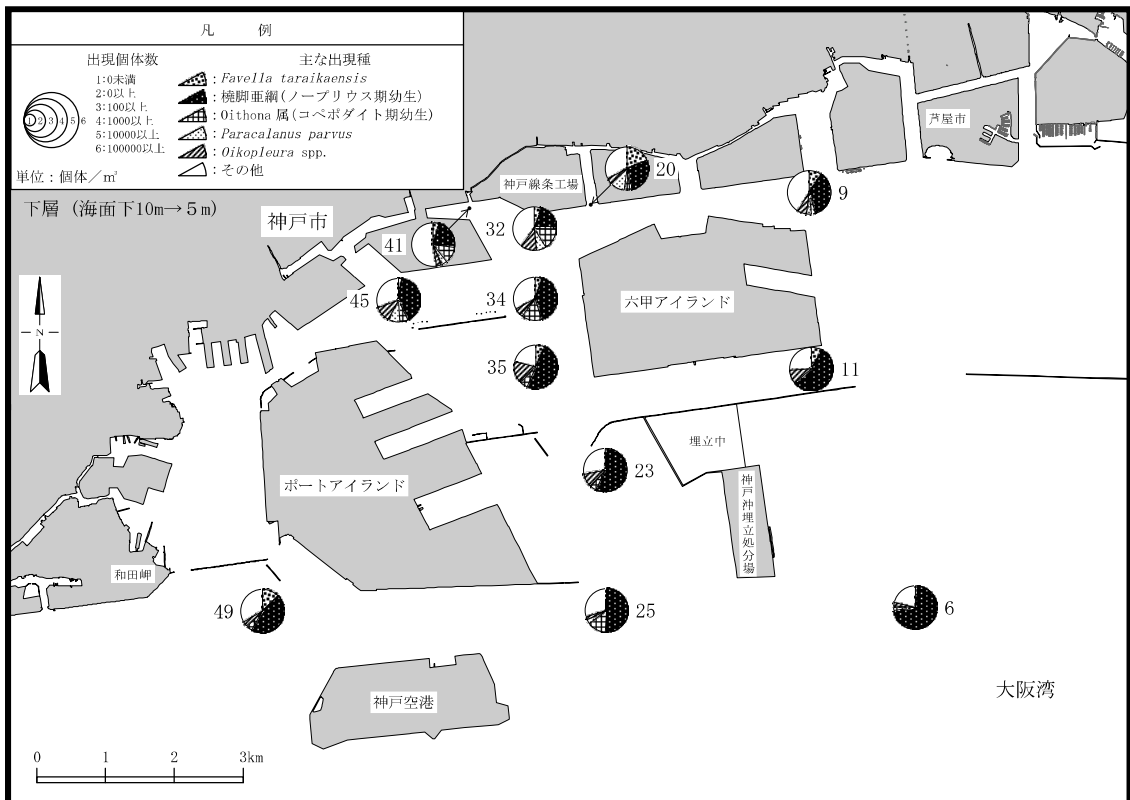 凡 例
出現個体数
1:0未満
2:0以上
3:100以上
4:1000以上
5:10000以上
6:100000以上
1 2 3 4 5 6
単位：個体／㎥
主な出現種
: Favella taraikaensis
: 橈脚亜綱(ノープリウス期幼生)
: Oithona 属(コペポダイト期幼生)
: Paracalanus parvus
: Oikopleura spp.
: その他
下層 (海面下10m→５m)
神戸市
芦屋市
神戸線条工場
20
9
32
41
45
34
六甲アイランド
N
35
11
埋立中
23
ポートアイランド
神戸沖埋立処分場
和田岬
49
25
6
大阪湾
神戸空港
0 1 2 3km